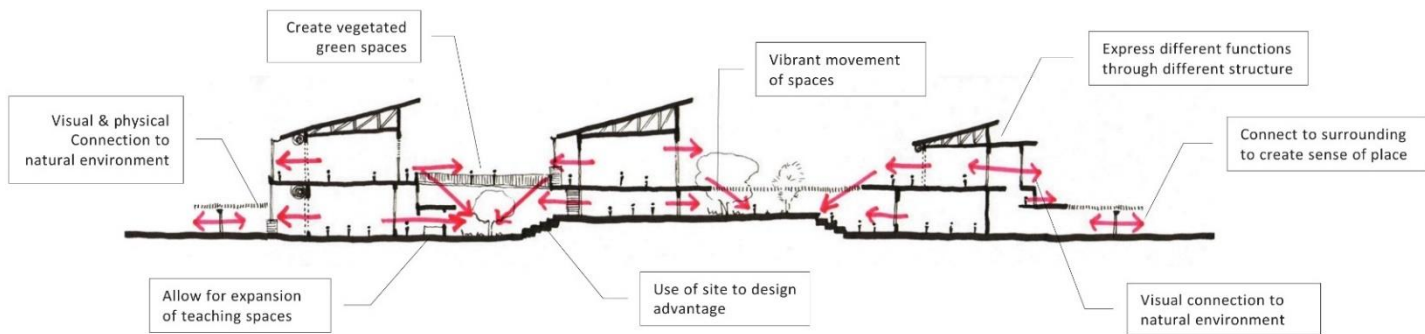 Create vegetated
green spaces
Vibrant movement
of spaces
Express different functions
through different structure
Visual & physical
Connection to
natural environment
Connect to surrounding
to create sense of place
Allow for expansion
of teaching spaces
Use of site to design
advantage
Visual connection to
natural environment